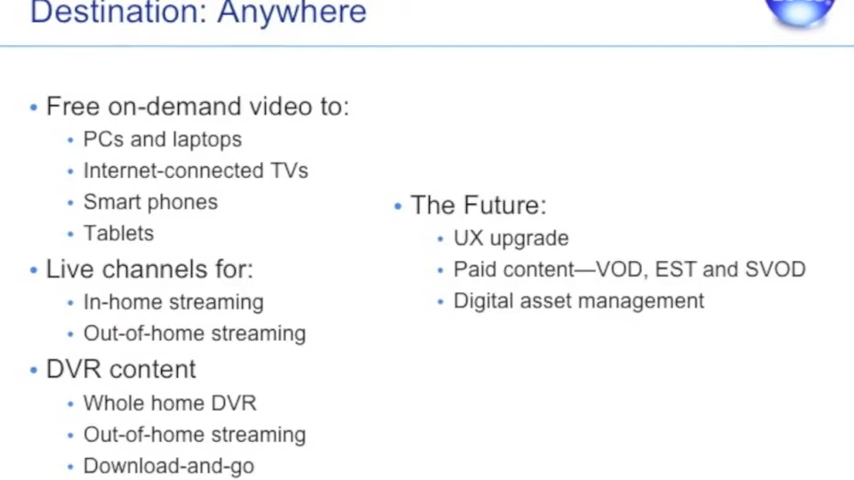 Destination: Anywhere
• Free on-demand video to:
• PCs and laptops
• Internet-connected TVs
• Smart phones
• Tablets
• Live channels for:
• In-home streaming
• Out-of-home streaming
• DVR content
• Whole home DVR
• Out-of-home streaming
• Download-and-go
• The Future:
• UX upgrade
• Paid content—VOD, EST and SVOD
• Digital asset management